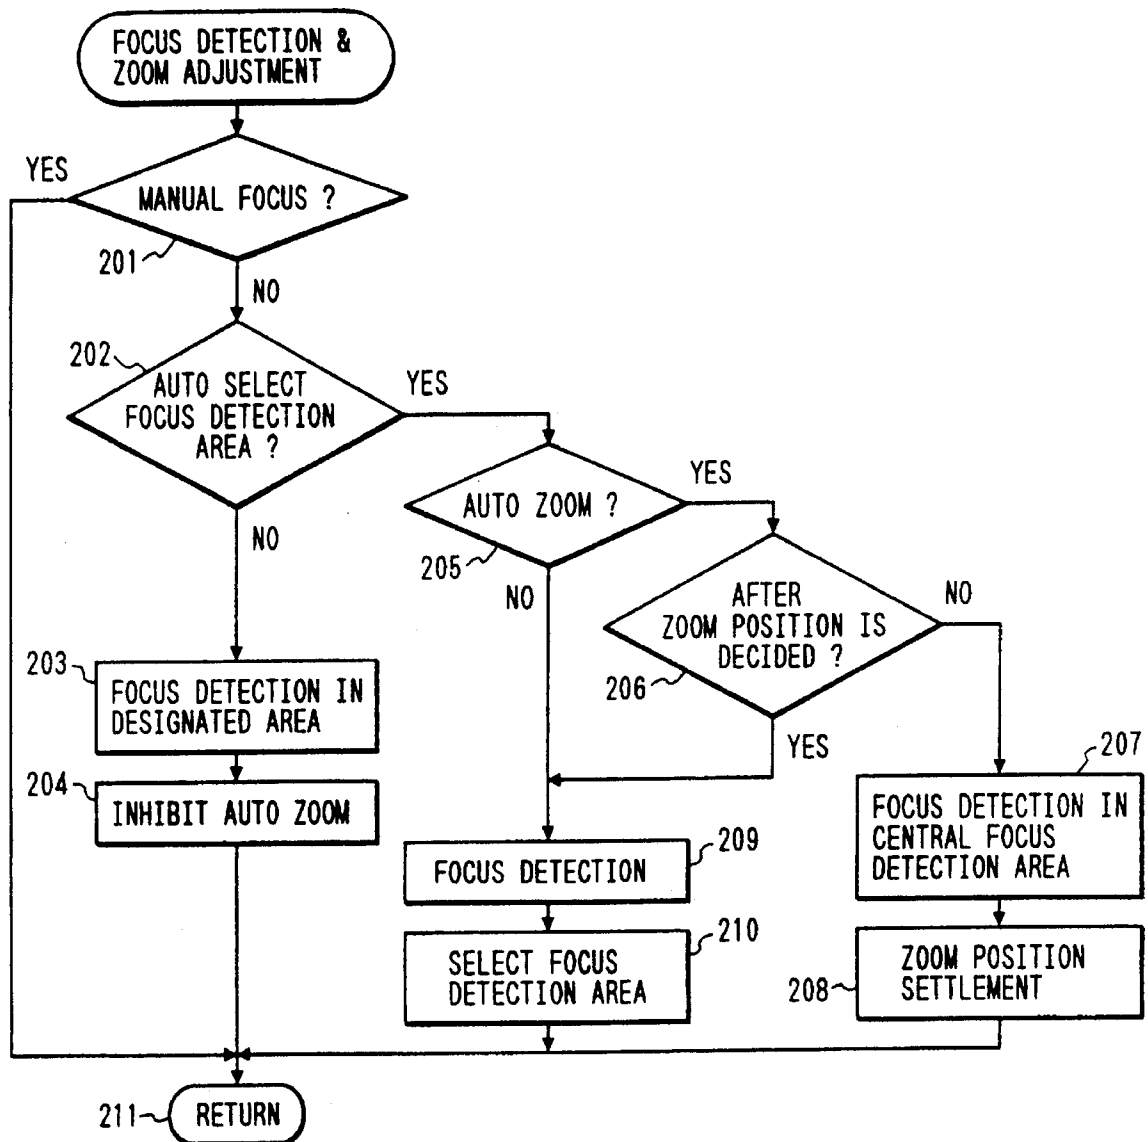 FOCUS DETECTION &
ZOOM ADJUSTMENT
YES
MANUAL FOCUS ?
201
NO
202
AUTO SELECT
FOCUS DETECTION
AREA ?
YES
NO
AUTO ZOOM ?
YES
205
NO
AFTER
ZOOM POSITION IS
DECIDED ?
NO
206
YES
203
FOCUS DETECTION IN
DESIGNATED AREA
204
INHIBIT AUTO ZOOM
207
FOCUS DETECTION IN
CENTRAL FOCUS
DETECTION AREA
209
FOCUS DETECTION
210
SELECT FOCUS
DETECTION AREA
208
ZOOM POSITION
SETTLEMENT
211
RETURN